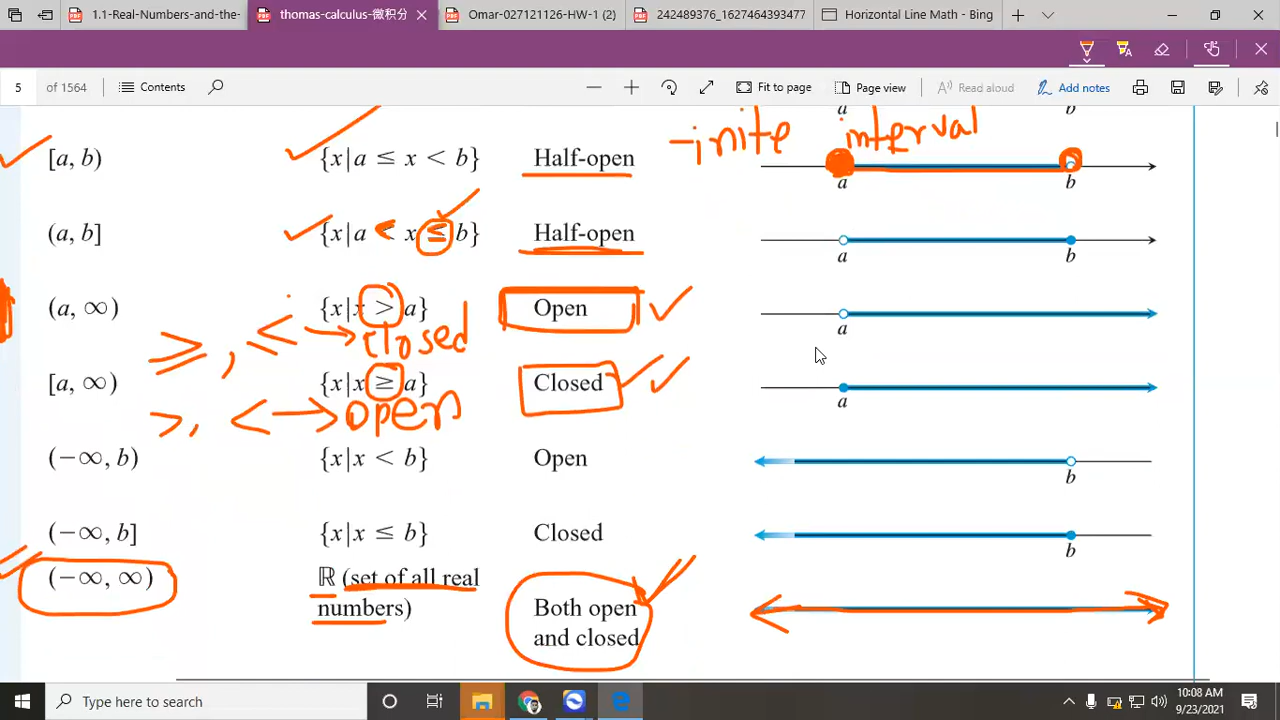 1.1-Real-Numbers-and-the- thomas-calculus-微积分 Omar-07121126-HW-1 (2) 242489376_1627464303477 Horizontal Line Math - Bing
5 of 1564 Contents Fit to page Page view Read aloud Add notes
a b
-inite interval
[a, b) {x|a ≤ x < b} Half-open
a b
(a, b] {x|a < x ≤ b} Half-open
a b
(a, ∞) {x|x > a} Open
a
≥, ≤ → closed
[a, ∞) {x|x ≥ a} Closed
a
>, < → open
(−∞, b) {x|x < b} Open
b
(−∞, b] {x|x ≤ b} Closed
b
(−∞, ∞) ℝ (set of all real
numbers) Both open
and closed
Type here to search
10:08 AM
9/23/2021